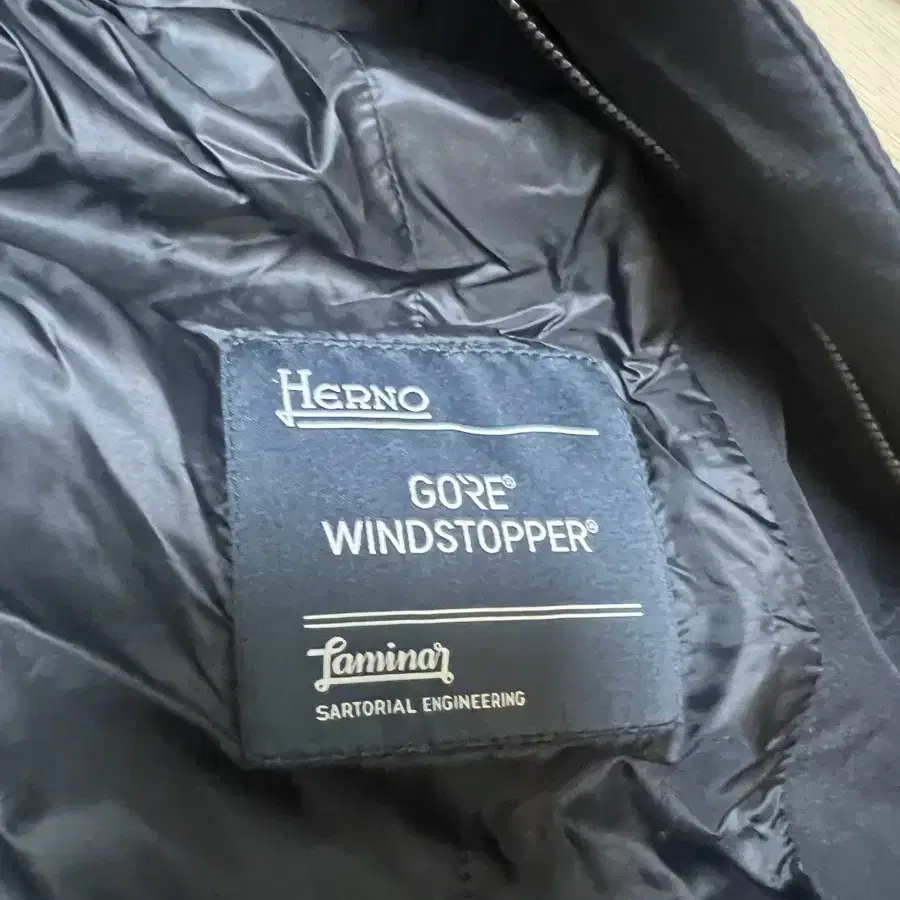 HERNO
GORE®
WINDSTOPPER®
Laminar
SARTORIAL ENGINEERING